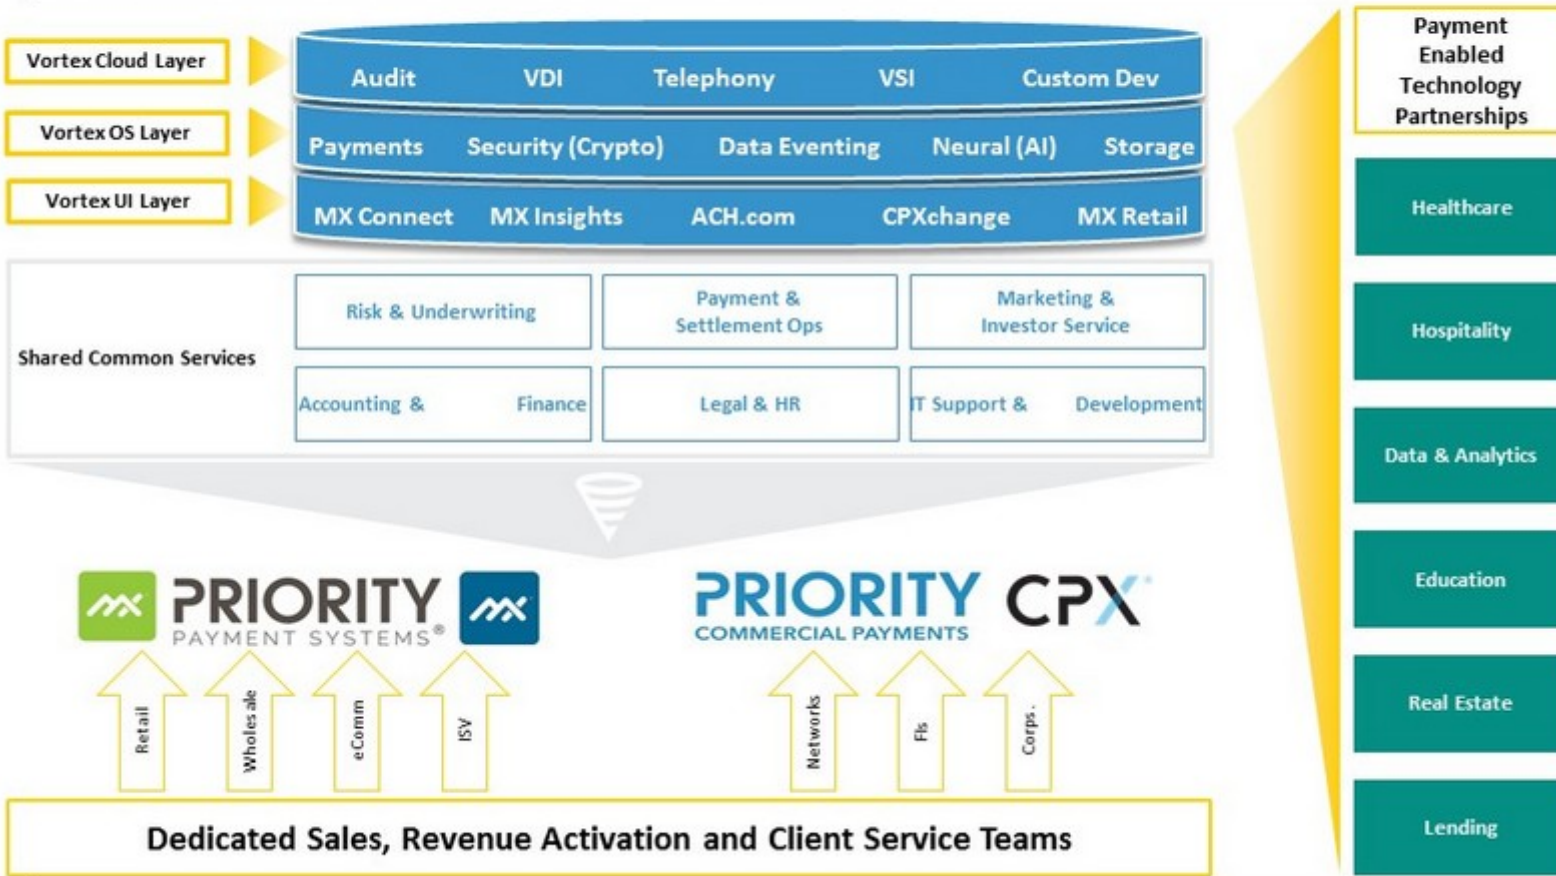 Vortex Cloud Layer
Audit VDI Telephony VSI Custom Dev
Vortex OS Layer
Payments Security (Crypto) Data Eventing Neural (AI) Storage
Vortex UI Layer
MX Connect MX Insights ACH.com CPXchange MX Retail
Shared Common Services
Risk & Underwriting
Payment &
Settlement Ops
Marketing &
Investor Service
Accounting & Finance
Legal & HR
IT Support & Development
mx PRIORITY mx
PAYMENT SYSTEMS®
PRIORITY CPX
COMMERCIAL PAYMENTS
Retail
Wholesale
eComm
ISV
Networks
FIs
Corps.
Dedicated Sales, Revenue Activation and Client Service Teams
Payment
Enabled
Technology
Partnerships
Healthcare
Hospitality
Data & Analytics
Education
Real Estate
Lending